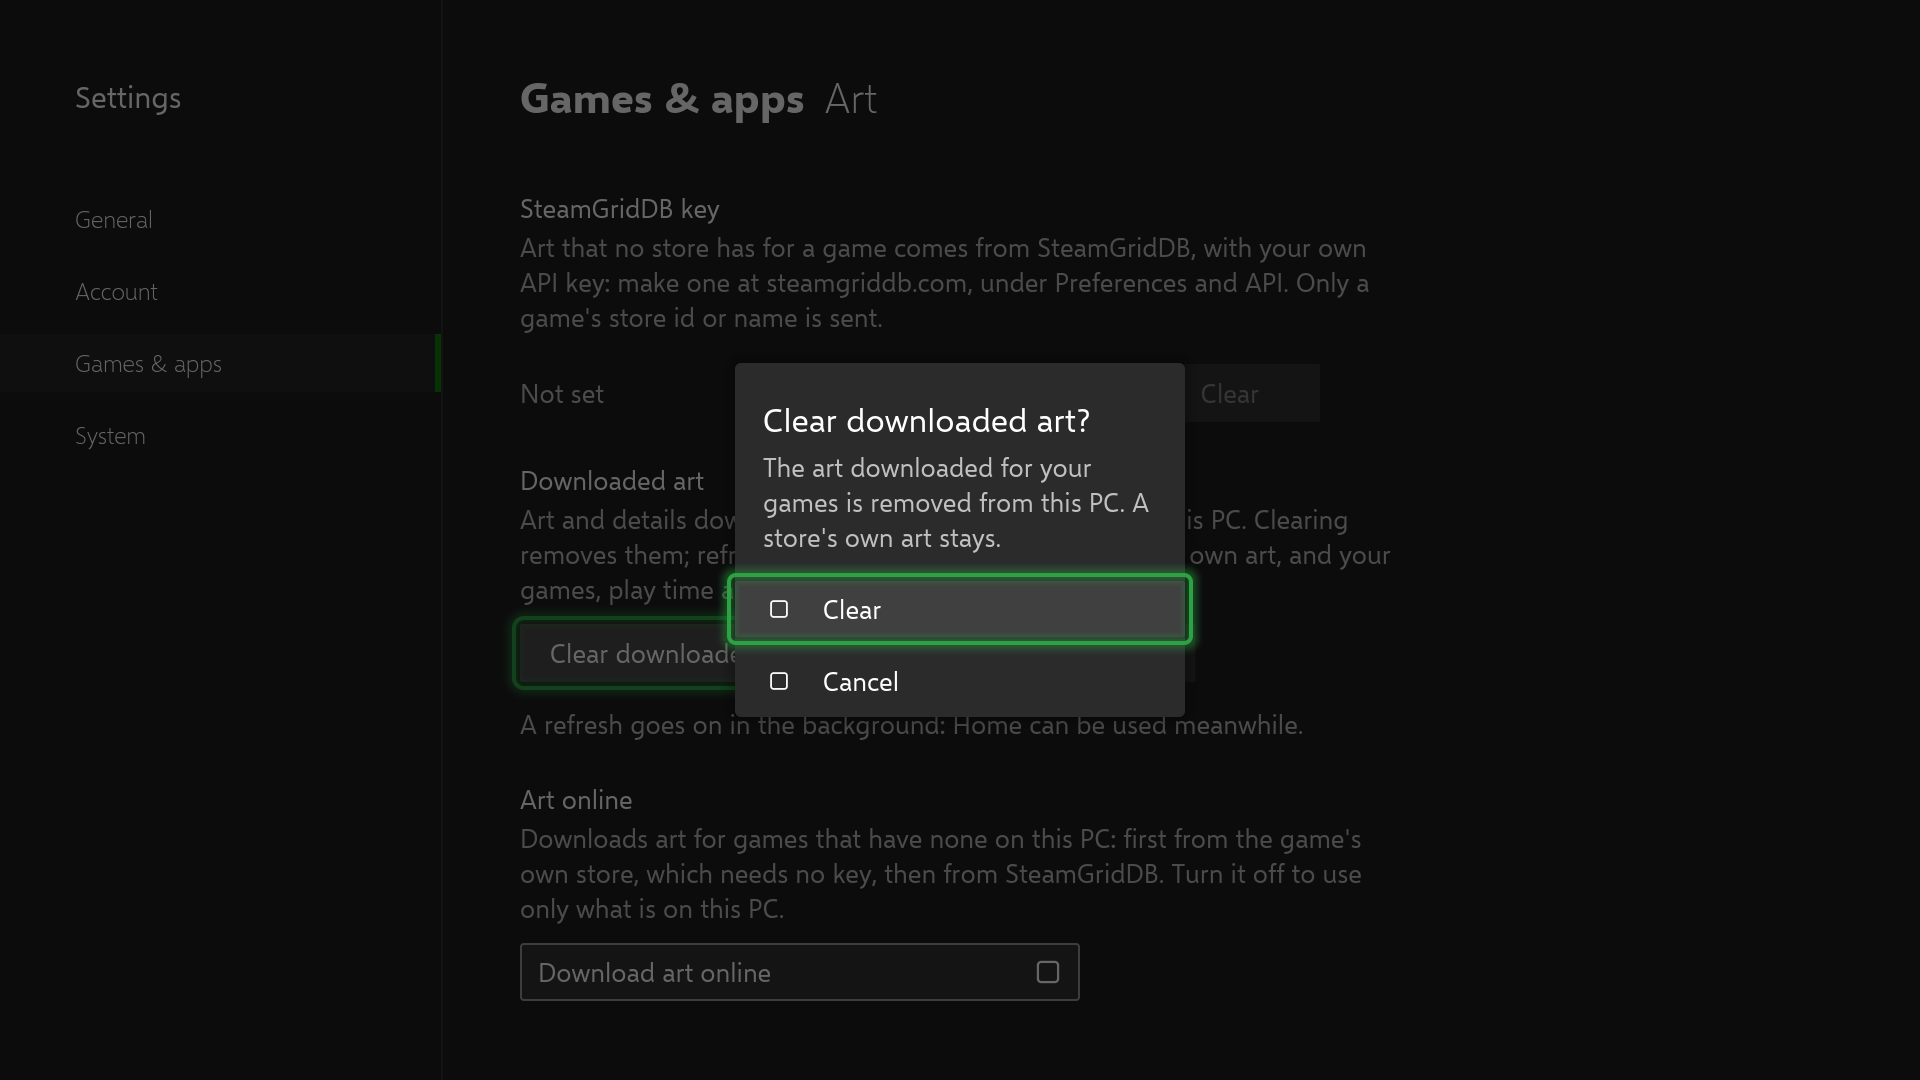 Settings
General
Account
Games & apps
System
Games & apps Art
SteamGridDB key
Art that no store has for a game comes from SteamGridDB, with your own
API key: make one at steamgriddb.com, under Preferences and API. Only a
game's store id or name is sent.
Not set
Clear
Downloaded art
Art and details is PC. Clearing
removes them; own art, and your
games, play time
Clear
A refresh goes on in the background: Home can be used meanwhile.
Art online
Downloads art for games that have none on this PC: first from the game's
own store, which needs no key, then from SteamGridDB. Turn it off to use
only what is on this PC.
Download art online
Clear downloaded art?
The art downloaded for your
games is removed from this PC. A
store's own art stays.
Clear
Cancel